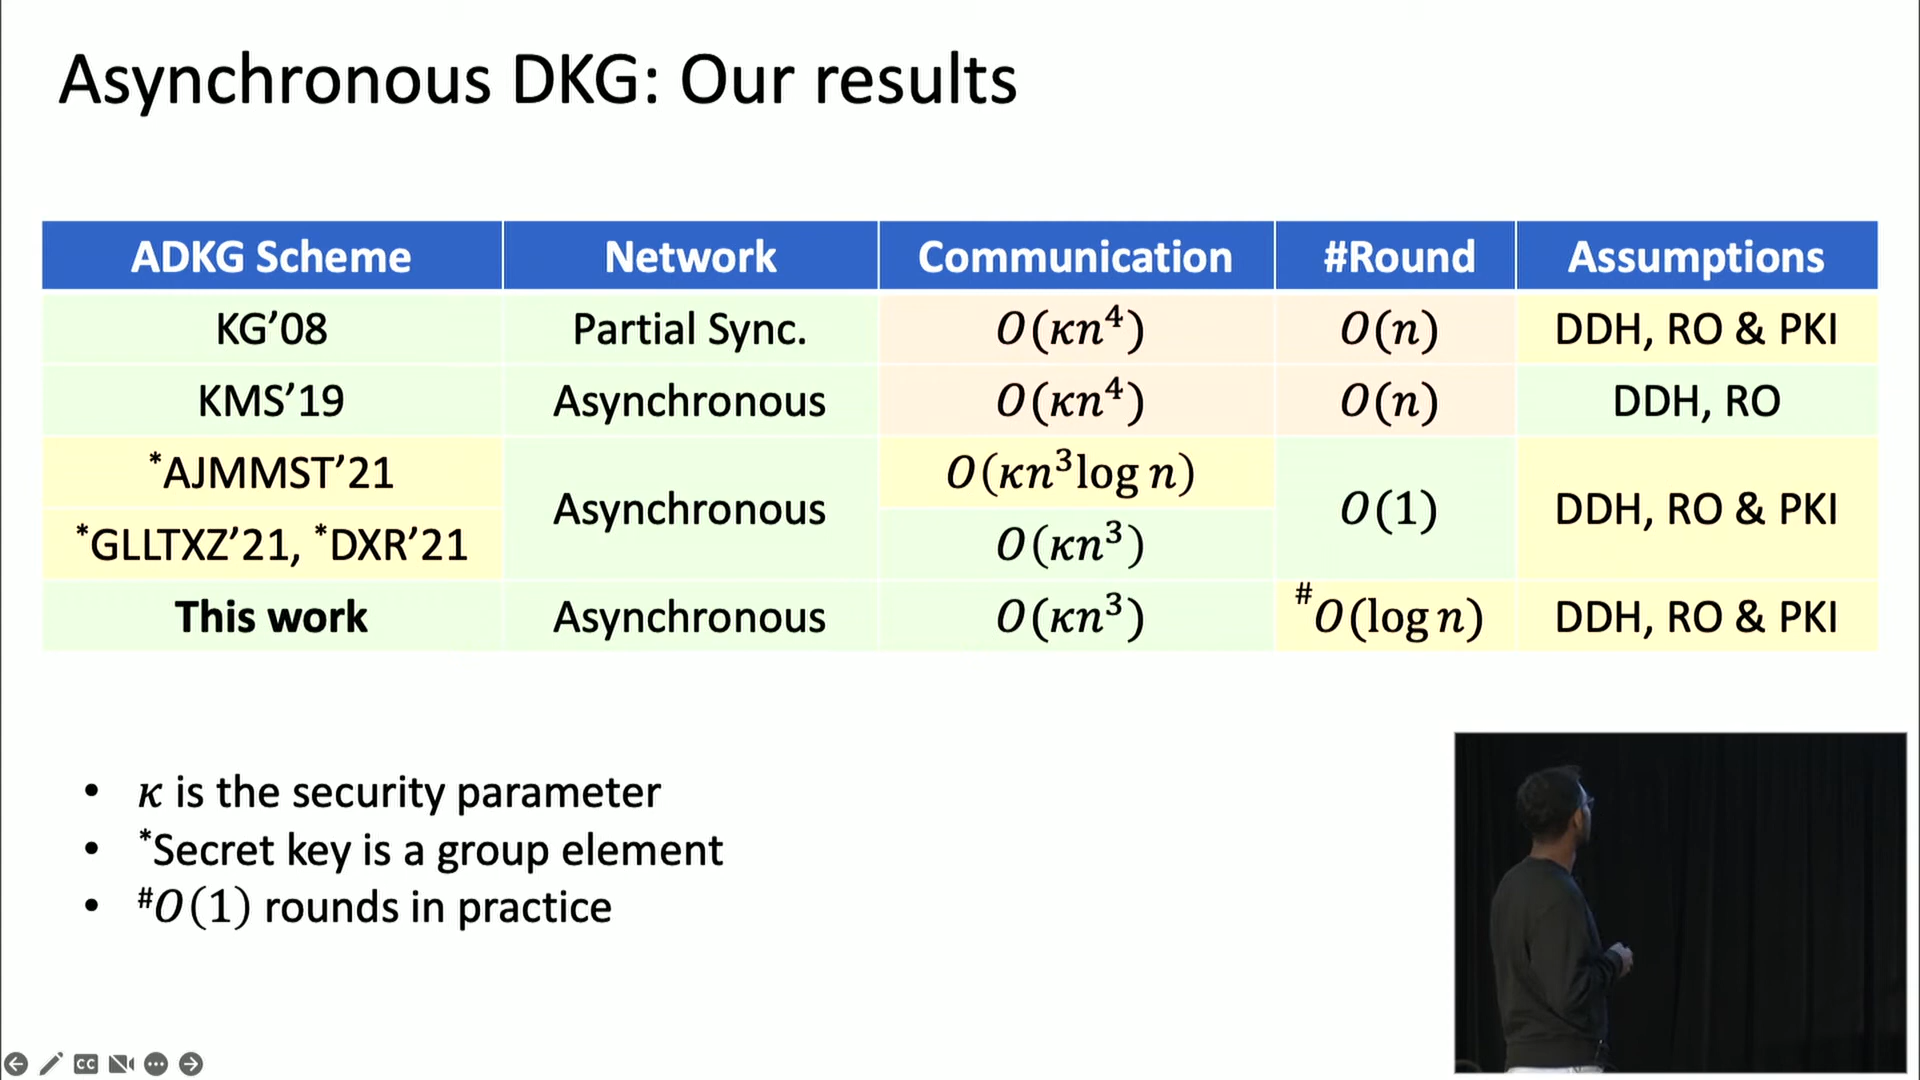 Asynchronous DKG: Our results
ADKG Scheme Network Communication #Round Assumptions
KG’08 Partial Sync. O(κn⁴) O(n) DDH, RO & PKI
KMS’19 Asynchronous O(κn⁴) O(n) DDH, RO
*AJMMST’21 Asynchronous O(κn³log n) O(1) DDH, RO & PKI
*GLLTXZ’21, *DXR’21 O(κn³)
This work Asynchronous O(κn³) #O(log n) DDH, RO & PKI
• κ is the security parameter
• *Secret key is a group element
• #O(1) rounds in practice
CC